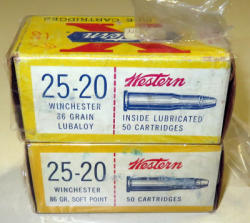 RIFLE CARTRIDGES
25-20
WINCHESTER
86 GRAIN
LUBALOY
Western
INSIDE LUBRICATED
50 CARTRIDGES
25-20
WINCHESTER
86 GR. SOFT POINT
Western
50 CARTRIDGES